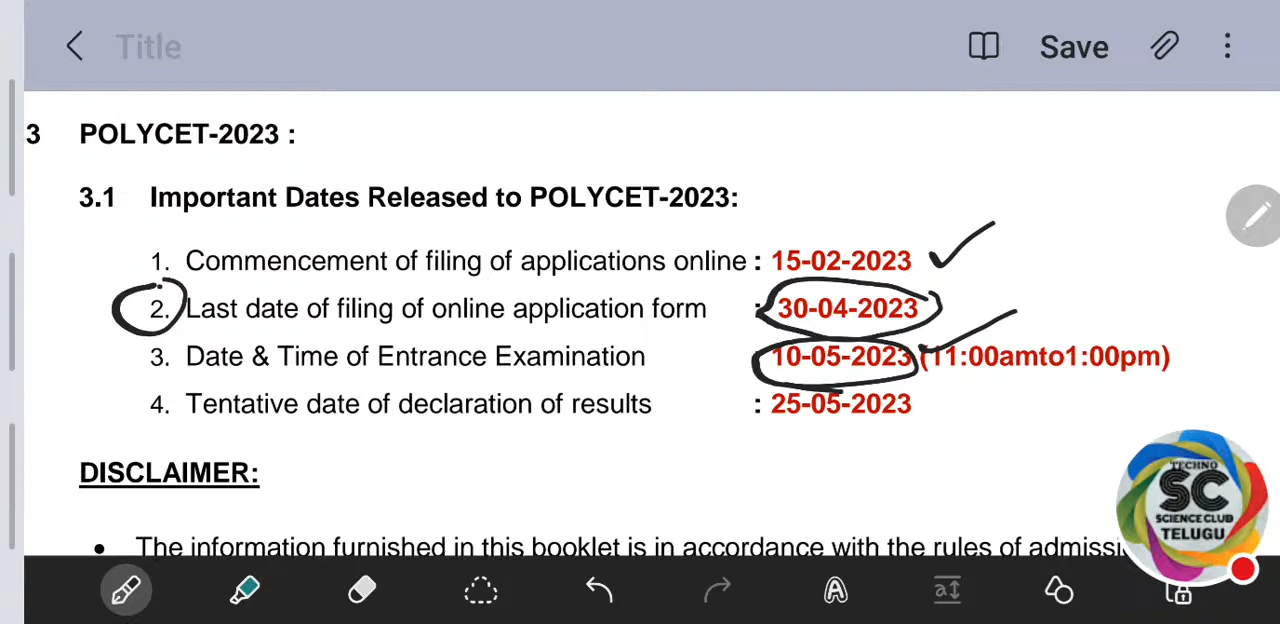 Title
Save
3 POLYCET-2023 :
3.1 Important Dates Released to POLYCET-2023:
1. Commencement of filing of applications online : 15-02-2023
2. Last date of filing of online application form : 30-04-2023
3. Date & Time of Entrance Examination 10-05-2023 (11:00amto1:00pm)
4. Tentative date of declaration of results : 25-05-2023
DISCLAIMER:
• The information furnished in this booklet is in accordance with the rules of
TECHNO
SC
SCIENCE CLUB
TELUGU